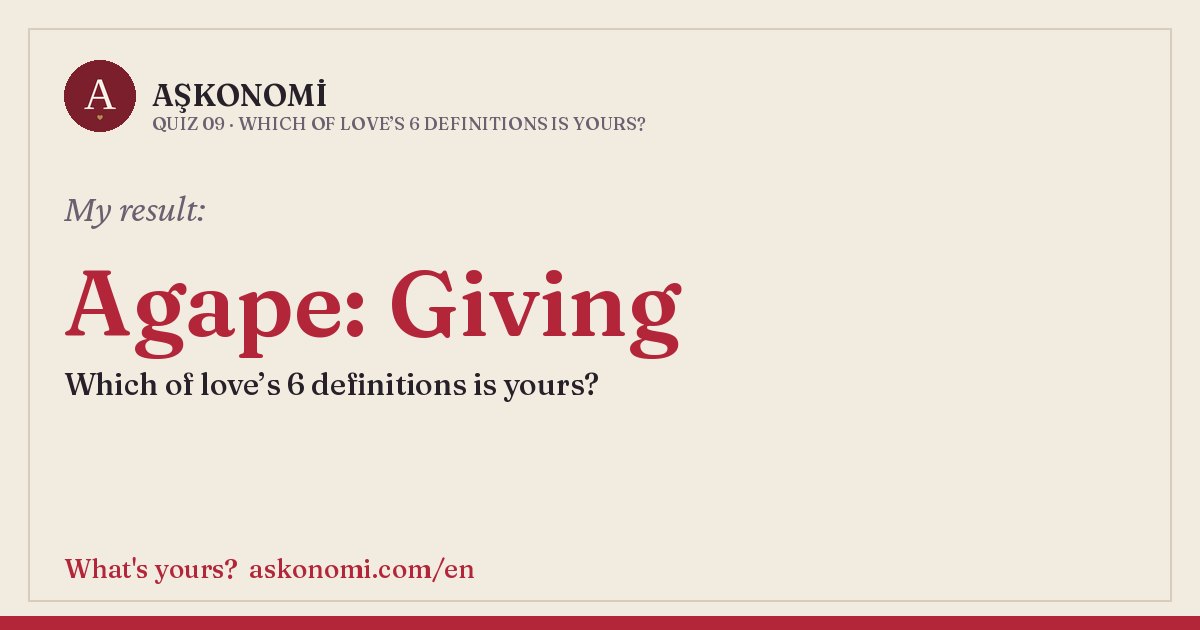 A
AŞKONOMİ
QUIZ 09 · WHICH OF LOVE’S 6 DEFINITIONS IS YOURS?
My result:
Agape: Giving
Which of love’s 6 definitions is yours?
What's yours? askonomi.com/en